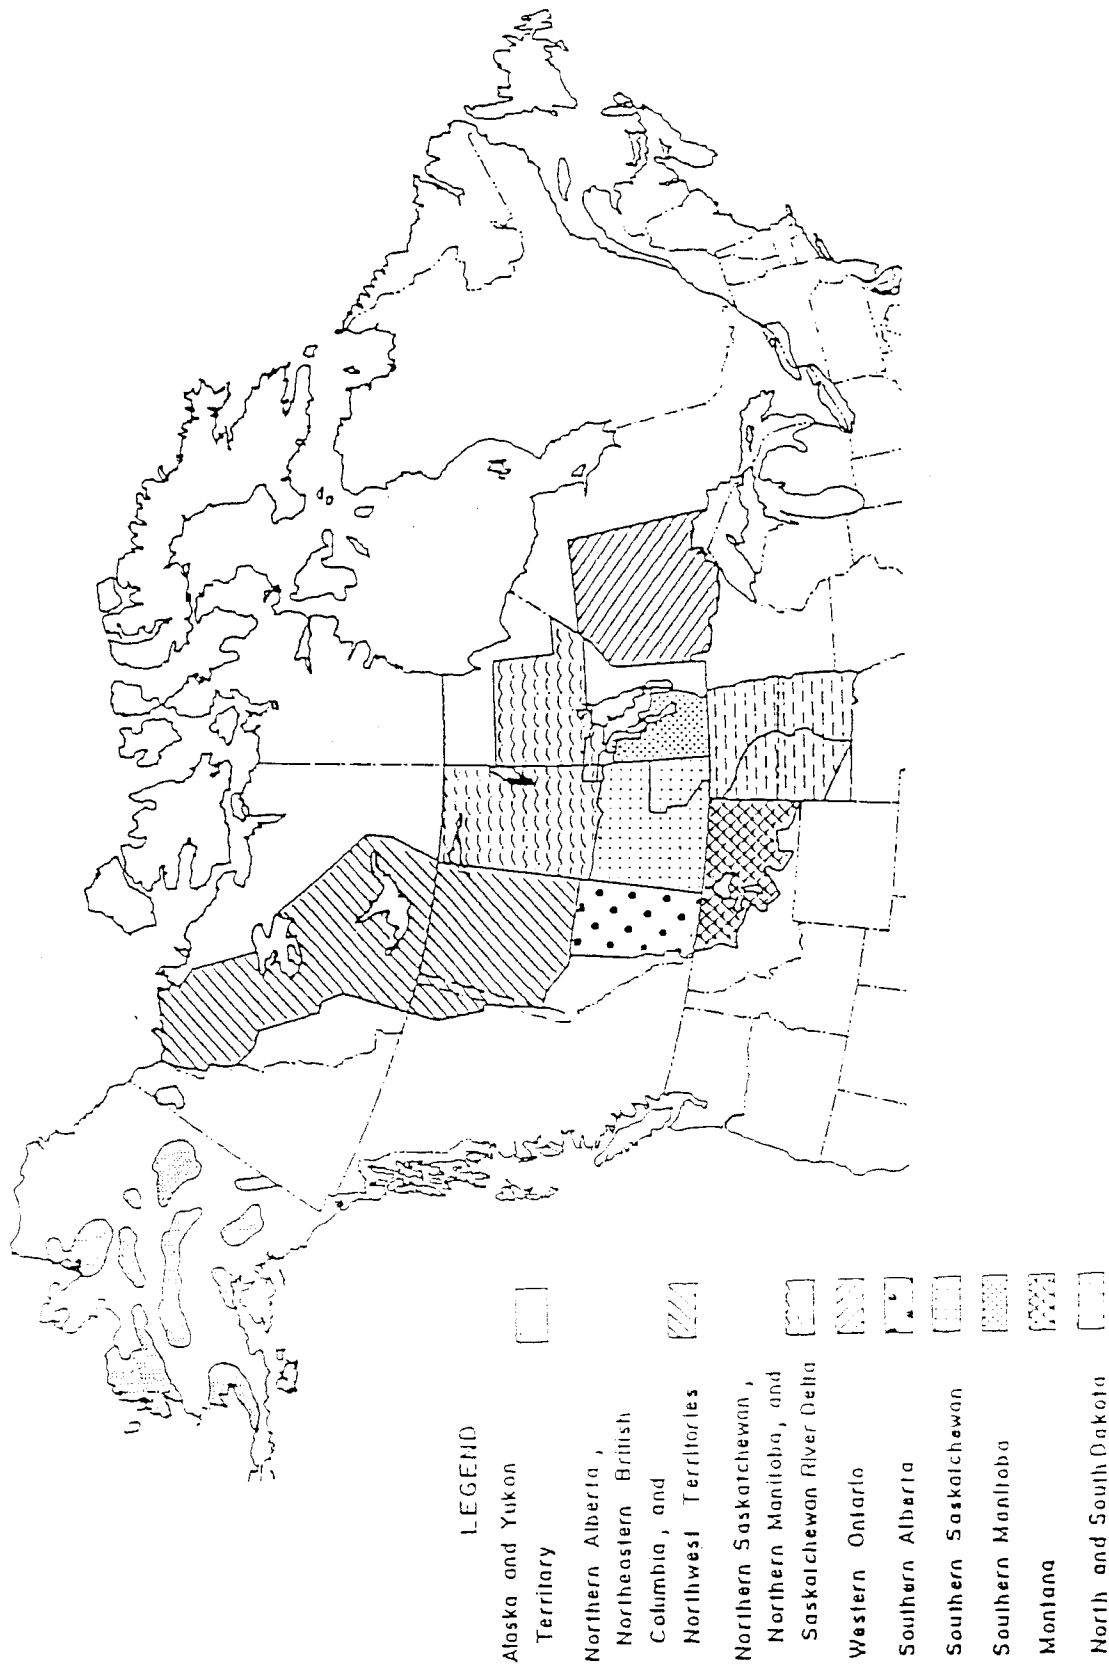 LEGEND
Alaska and Yukon
Territory
Northern Alberta,
Northeastern British
Columbia, and
Northwest Territories
Northern Saskatchewan,
Northern Manitoba, and
Saskatchewan River Delta
Western Ontario
Southern Alberta
Southern Saskatchewan
Southern Manitoba
Montana
North and South Dakota